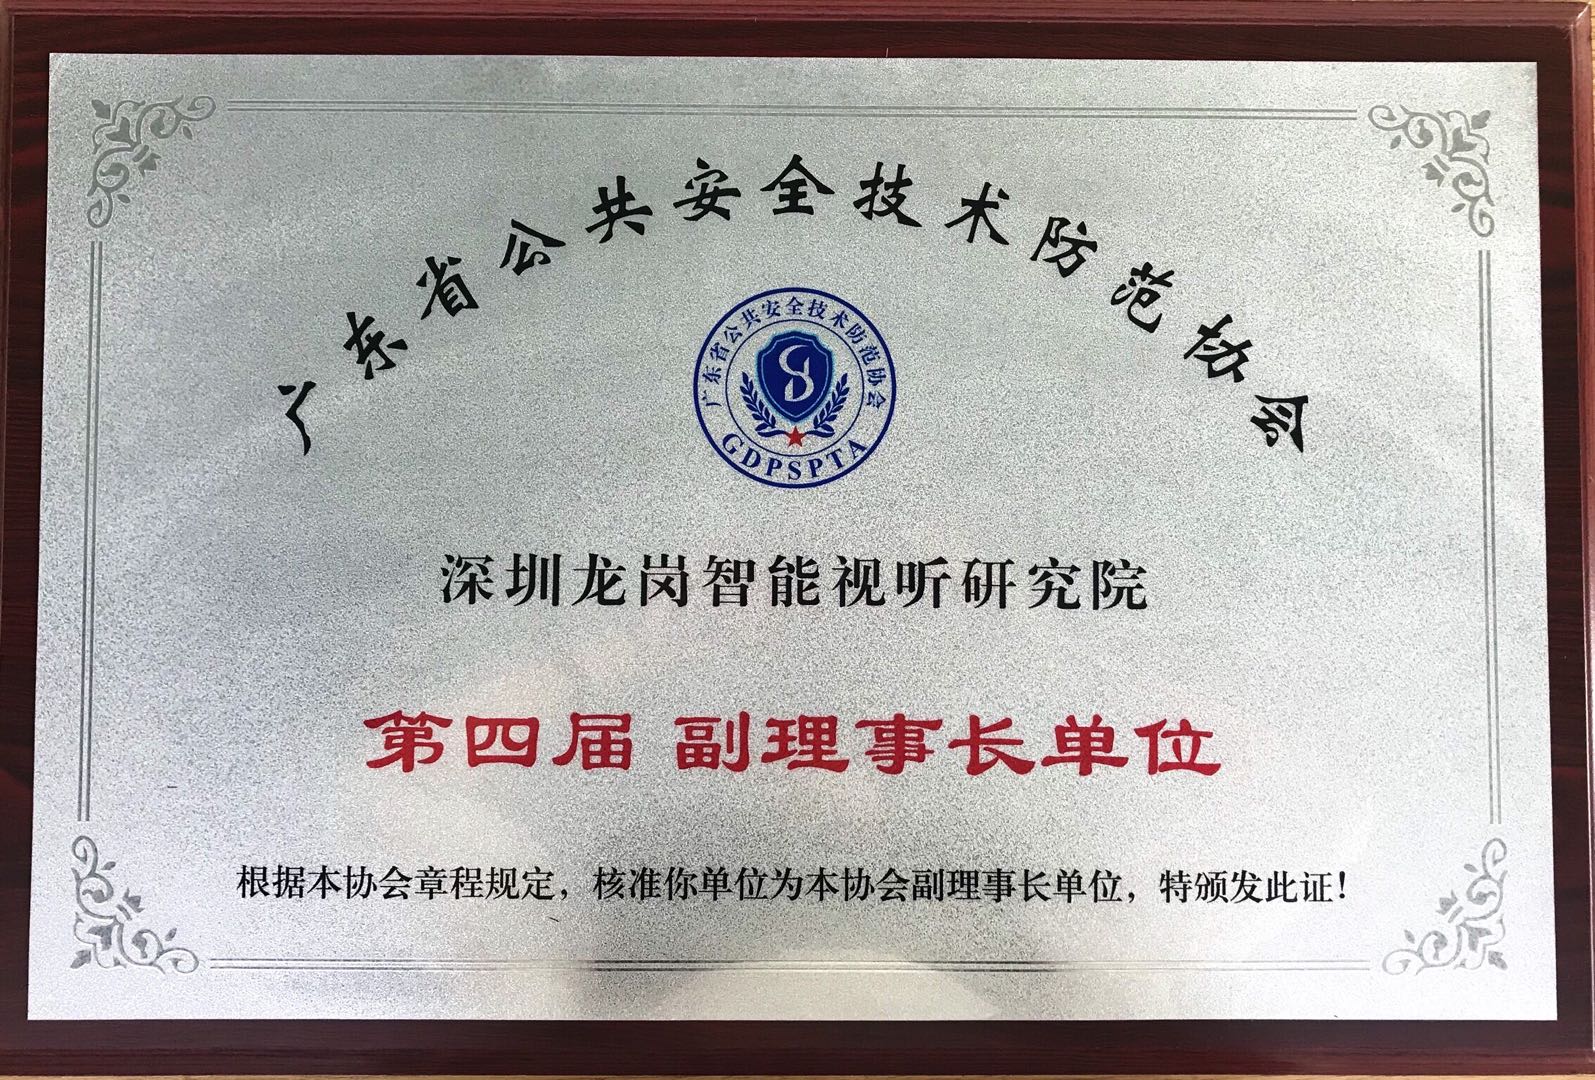 广东省公共安全技术防范协会
广东省公共安全技术防范协会
GDPSPTA
深圳龙岗智能视听研究院
第四届 副理事长单位
根据本协会章程规定，核准你单位为本协会副理事长单位，特颁发此证！